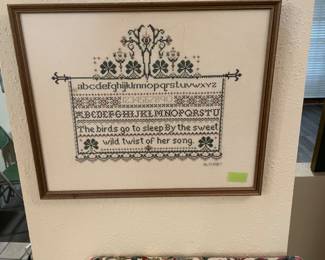 abcdefghijklmnopqrstuvwxyz
ABCDEFGHIJKLMNOPQRSTU
The birds go to sleep By the sweet
wild twist of her song.